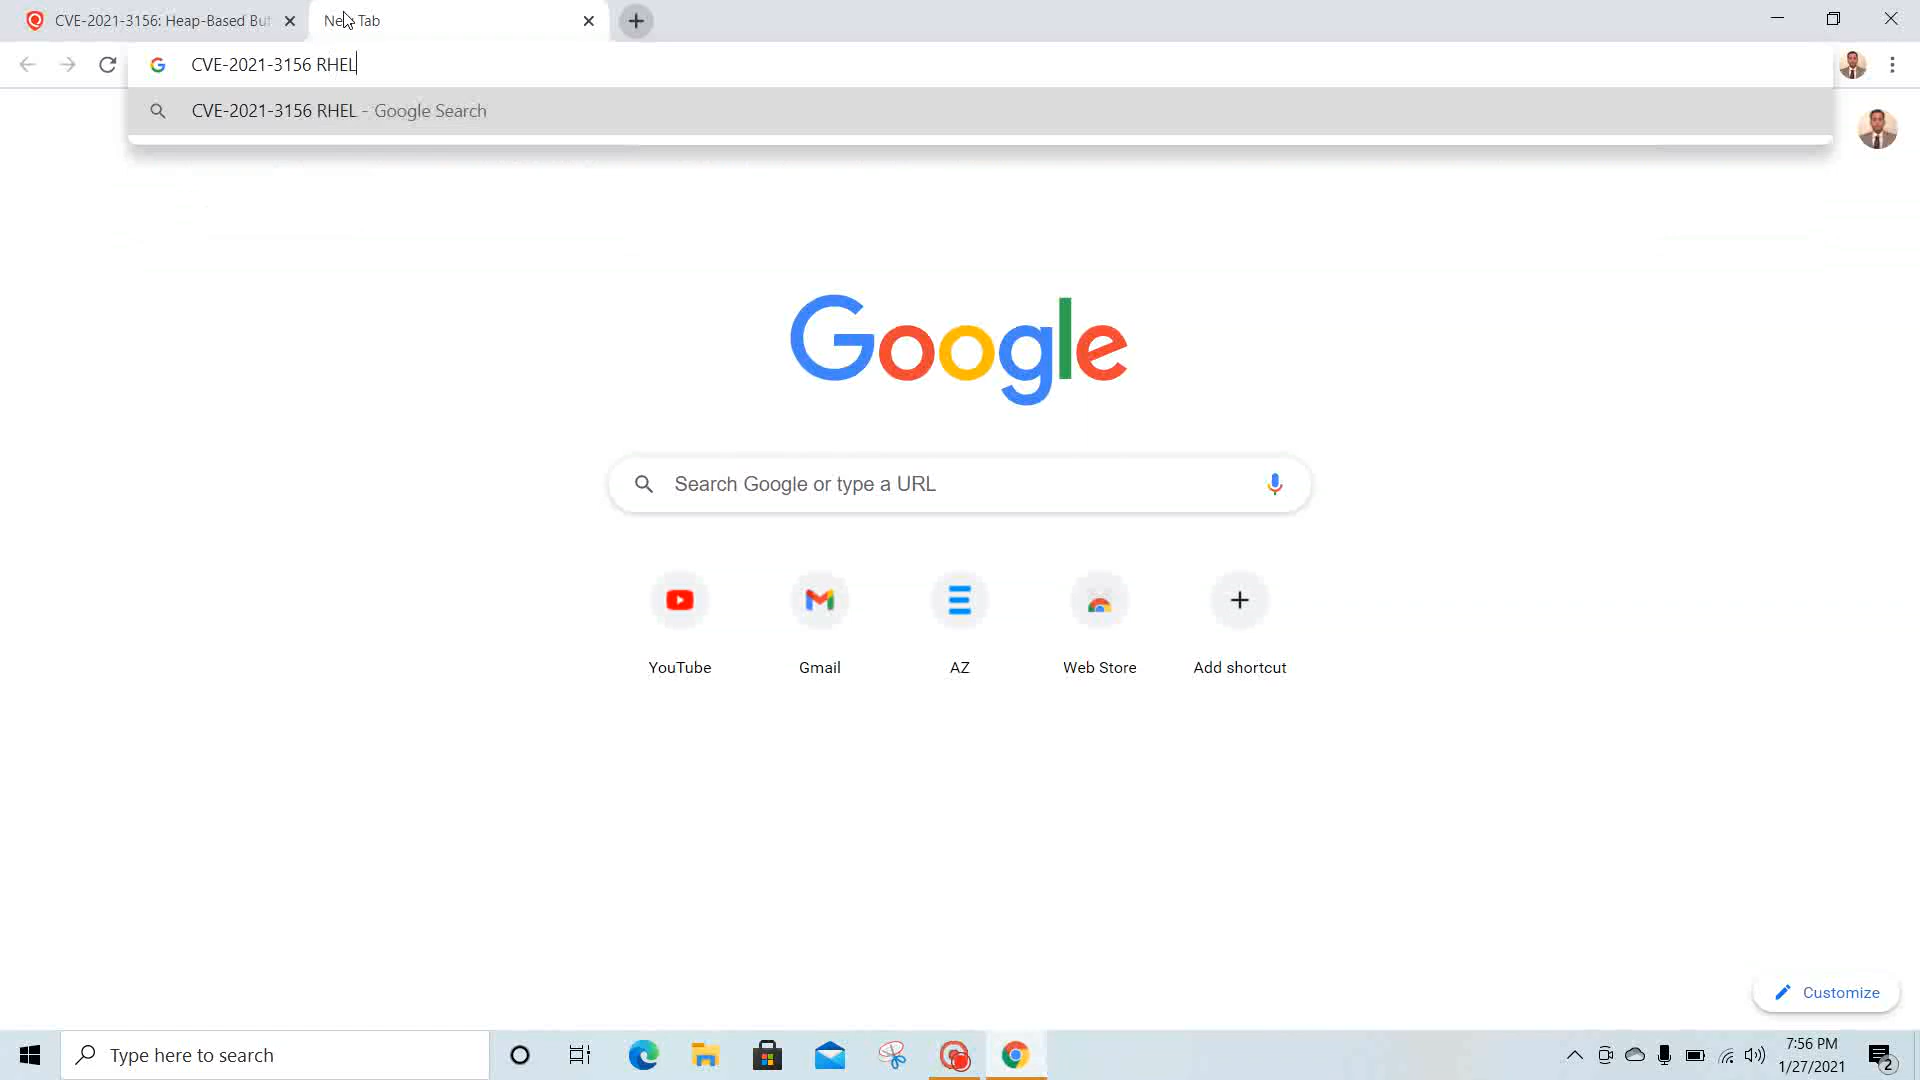 CVE-2021-3156: Heap-Based Buf
New Tab
CVE-2021-3156 RHEL
CVE-2021-3156 RHEL - Google Search
Google
Search Google or type a URL
YouTube
Gmail
AZ
Web Store
Add shortcut
Customize
Type here to search
7:56 PM
1/27/2021
2